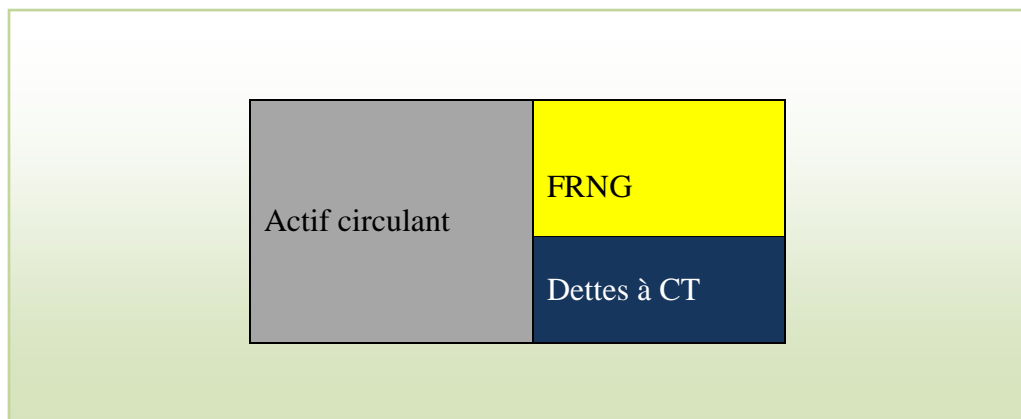 FRNG
Actif circulant
Dettes à CT